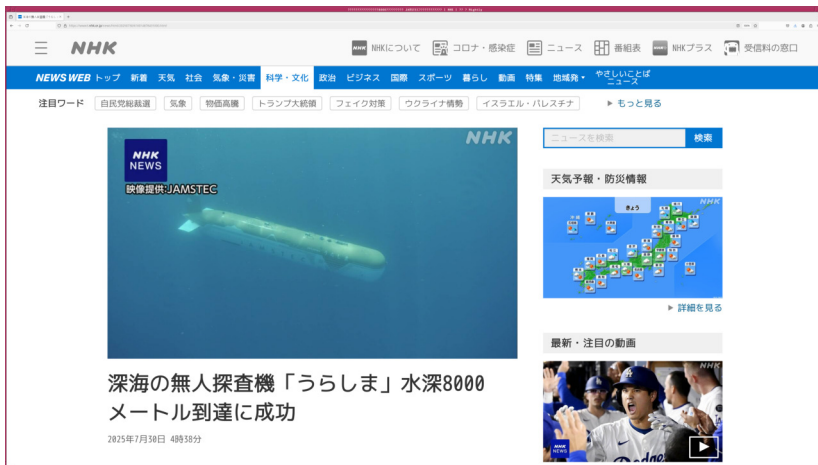 NHK
NHKについて
コロナ・感染症
ニュース
番組表
NHKプラス
受信料の窓口
NEWS WEB トップ 新着 天気 社会 気象・災害 科学・文化 政治 ビジネス 国際 スポーツ 暮らし 動画 特集 地域発 やさしいことばニュース
注目ワード 自民党総裁選 気象 物価高騰 トランプ大統領 フェイク対策 ウクライナ情勢 イスラエル・パレスチナ もっと見る
NHK
NHK
NEWS
映像提供:JAMSTEC
深海の無人探査機「うらしま」水深8000
メートル到達に成功
2025年7月30日 4時38分
ニュースを検索 検索
天気予報・防災情報
きょう
NHK
詳細を見る
最新・注目の動画
NHK
NHK
NEWS